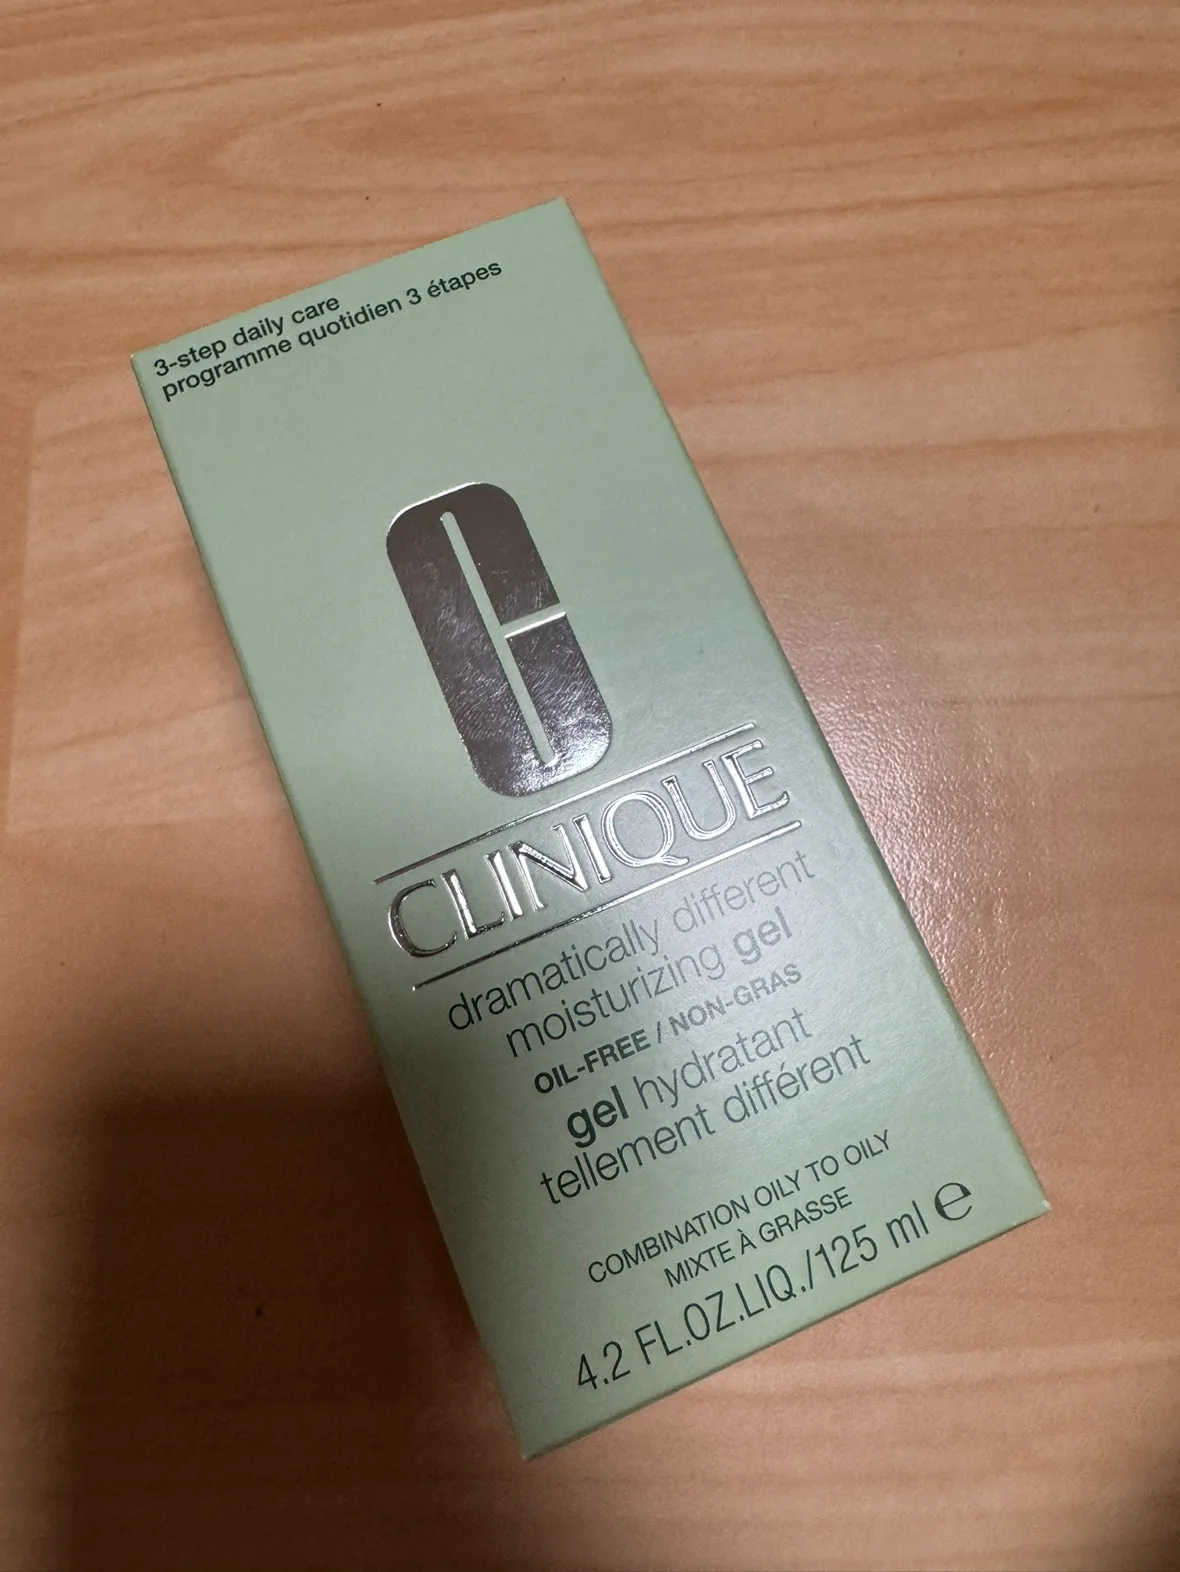 3-step daily care
programme quotidien 3 étapes
C
CLINIQUE
dramatically different
moisturizing gel
OIL-FREE / NON-GRAS
gel hydratant
tellement différent
COMBINATION OILY TO OILY
MIXTE À GRASSE
4.2 FL.OZ.LIQ./125 ml ℮